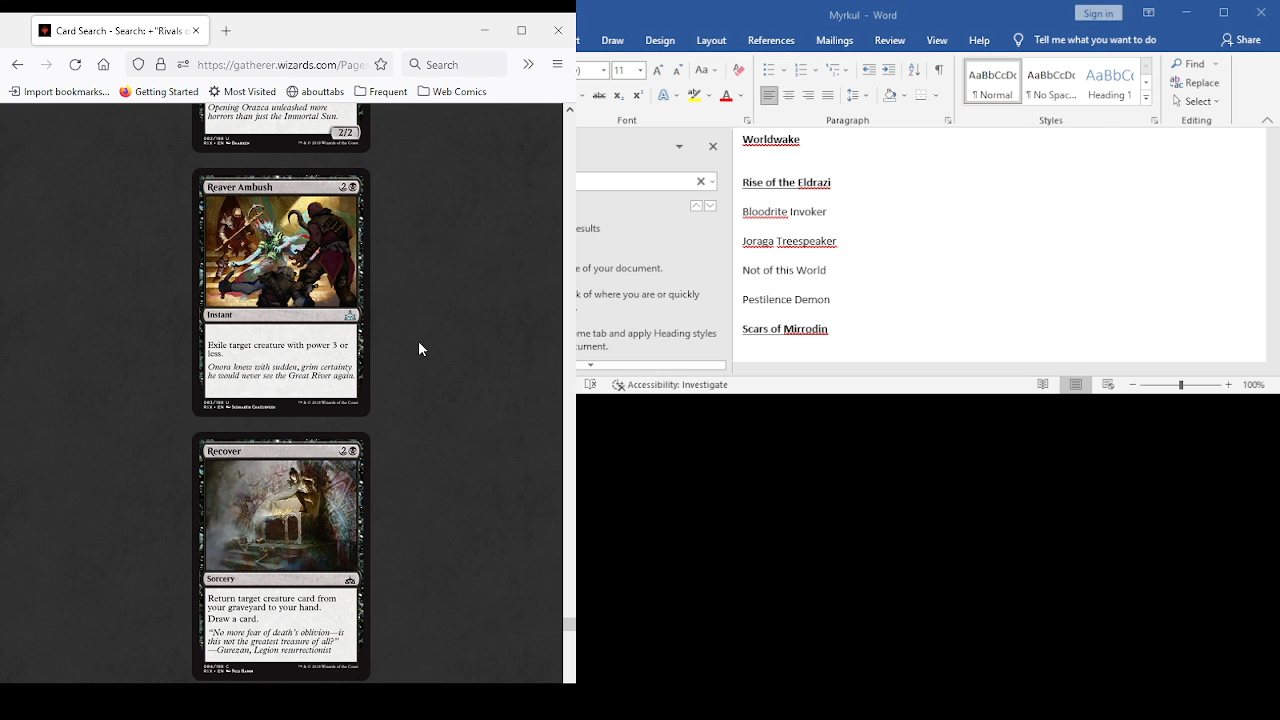 Card Search - Search: +"Rivals o
https://gatherer.wizards.com/Page
Search
Import bookmarks...
Getting Started
Most Visited
abouttabs
Frequent
Web Comics
Opening Orazca unleashed more
horrors than just the Immortal Sun.
2/2
Reaver Ambush
2
Instant
Exile target creature with power 3 or
less.
Onora knew with sudden, grim certainty
he would never see the Great River again.
Recover
2
Sorcery
Return target creature card from
your graveyard to your hand.
Draw a card.
"No more fear of death's oblivion—is
this not the greatest treasure of all?"
—Gurezan, Legion resurrectionist
Myrkul - Word
Sign in
t Draw Design Layout References Mailings Review View Help Tell me what you want to do Share
11
Aa
abc x₂ x²
Font
Paragraph
AaBbCcDc AaBbCcDc AaBbCc
¶ Normal ¶ No Spac... Heading 1
Styles
Find
Replace
Select
Editing
esults
e of your document.
k of where you are or quickly
me tab and apply Heading styles
cument.
Worldwake
Rise of the Eldrazi
Bloodrite Invoker
Joraga Treespeaker
Not of this World
Pestilence Demon
Scars of Mirrodin
Accessibility: Investigate
100%